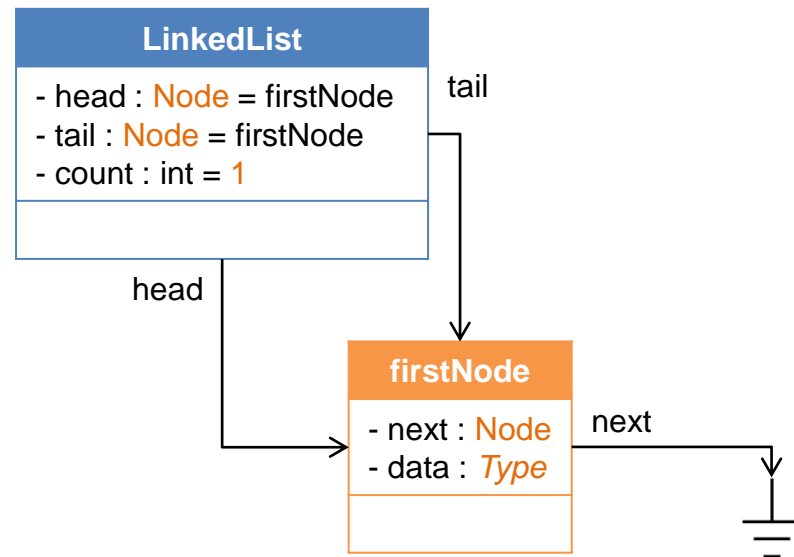 LinkedList
- head : Node = firstNode
- tail : Node = firstNode
- count : int = 1
tail
head
firstNode
- next : Node
- data : Type
next